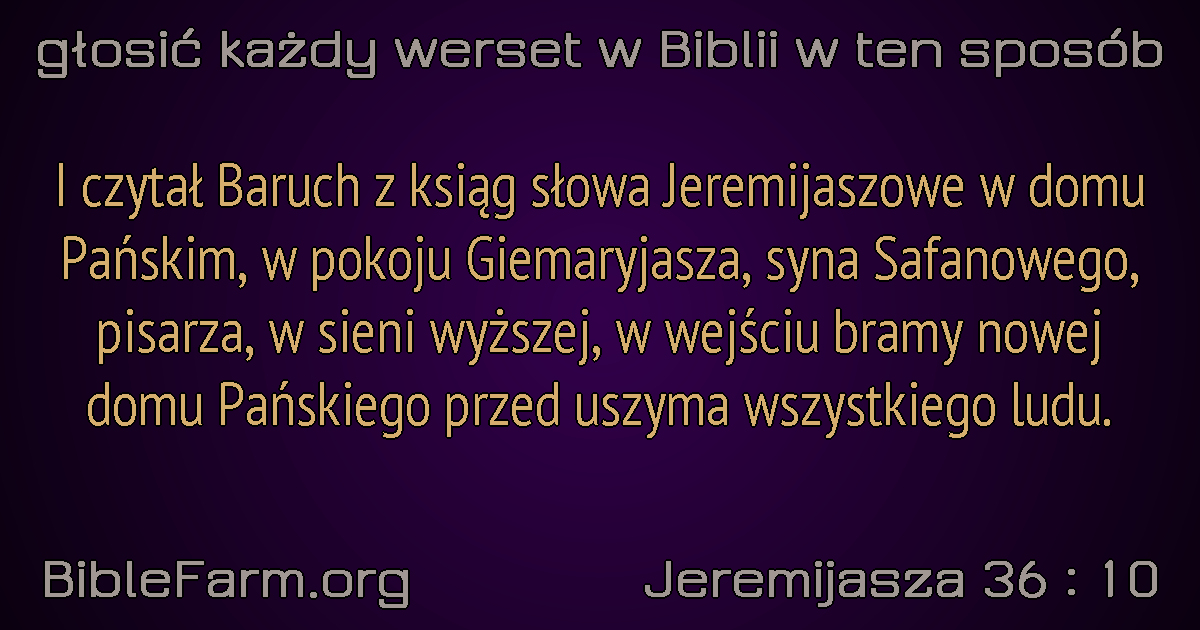 głosić każdy werset w Biblii w ten sposób
I czytał Baruch z ksiąg słowa Jeremijaszowe w domu
Pańskim, w pokoju Giemaryjasza, syna Safanowego,
pisarza, w sieni wyższej, w wejściu bramy nowej
domu Pańskiego przed uszyma wszystkiego ludu.
BibleFarm.org
Jeremijasza 36 : 10